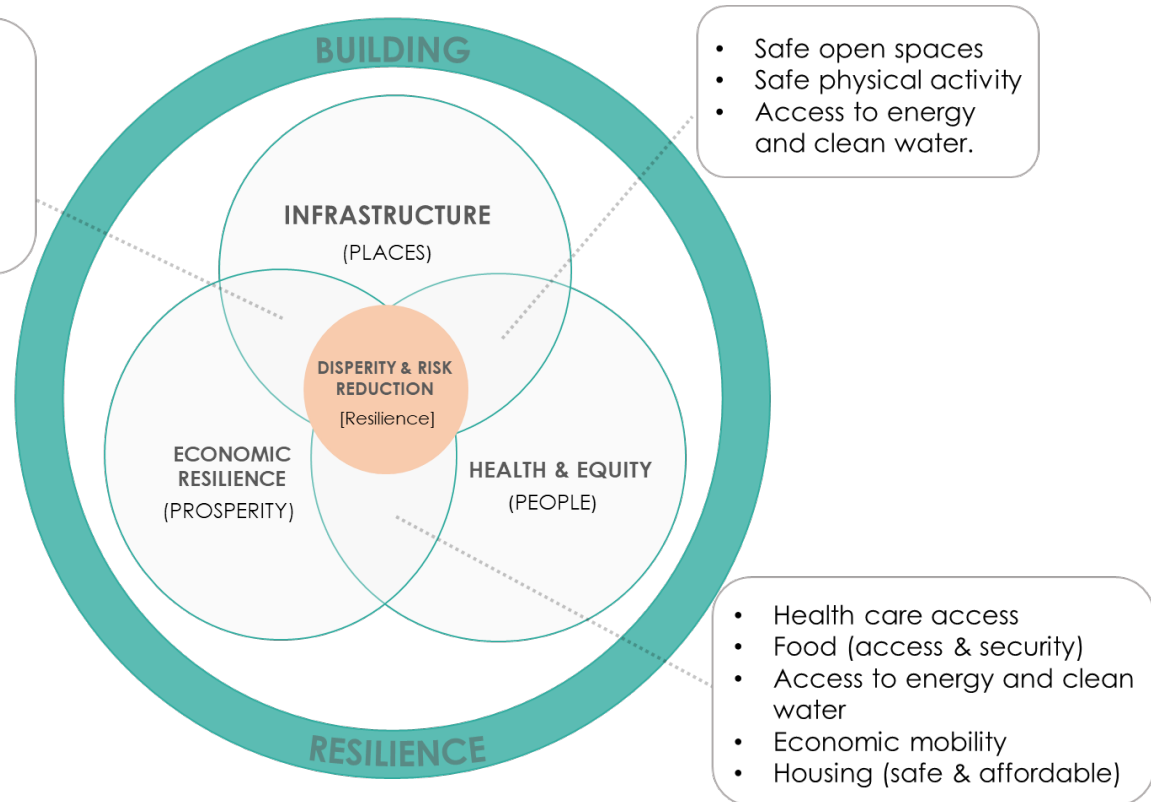 BUILDING
• Safe open spaces
• Safe physical activity
• Access to energy
and clean water.
INFRASTRUCTURE
(PLACES)
DISPERITY & RISK
REDUCTION
[Resilience]
ECONOMIC
RESILIENCE
(PROSPERITY)
HEALTH & EQUITY
(PEOPLE)
• Health care access
• Food (access & security)
• Access to energy and clean
water
• Economic mobility
• Housing (safe & affordable)
RESILIENCE